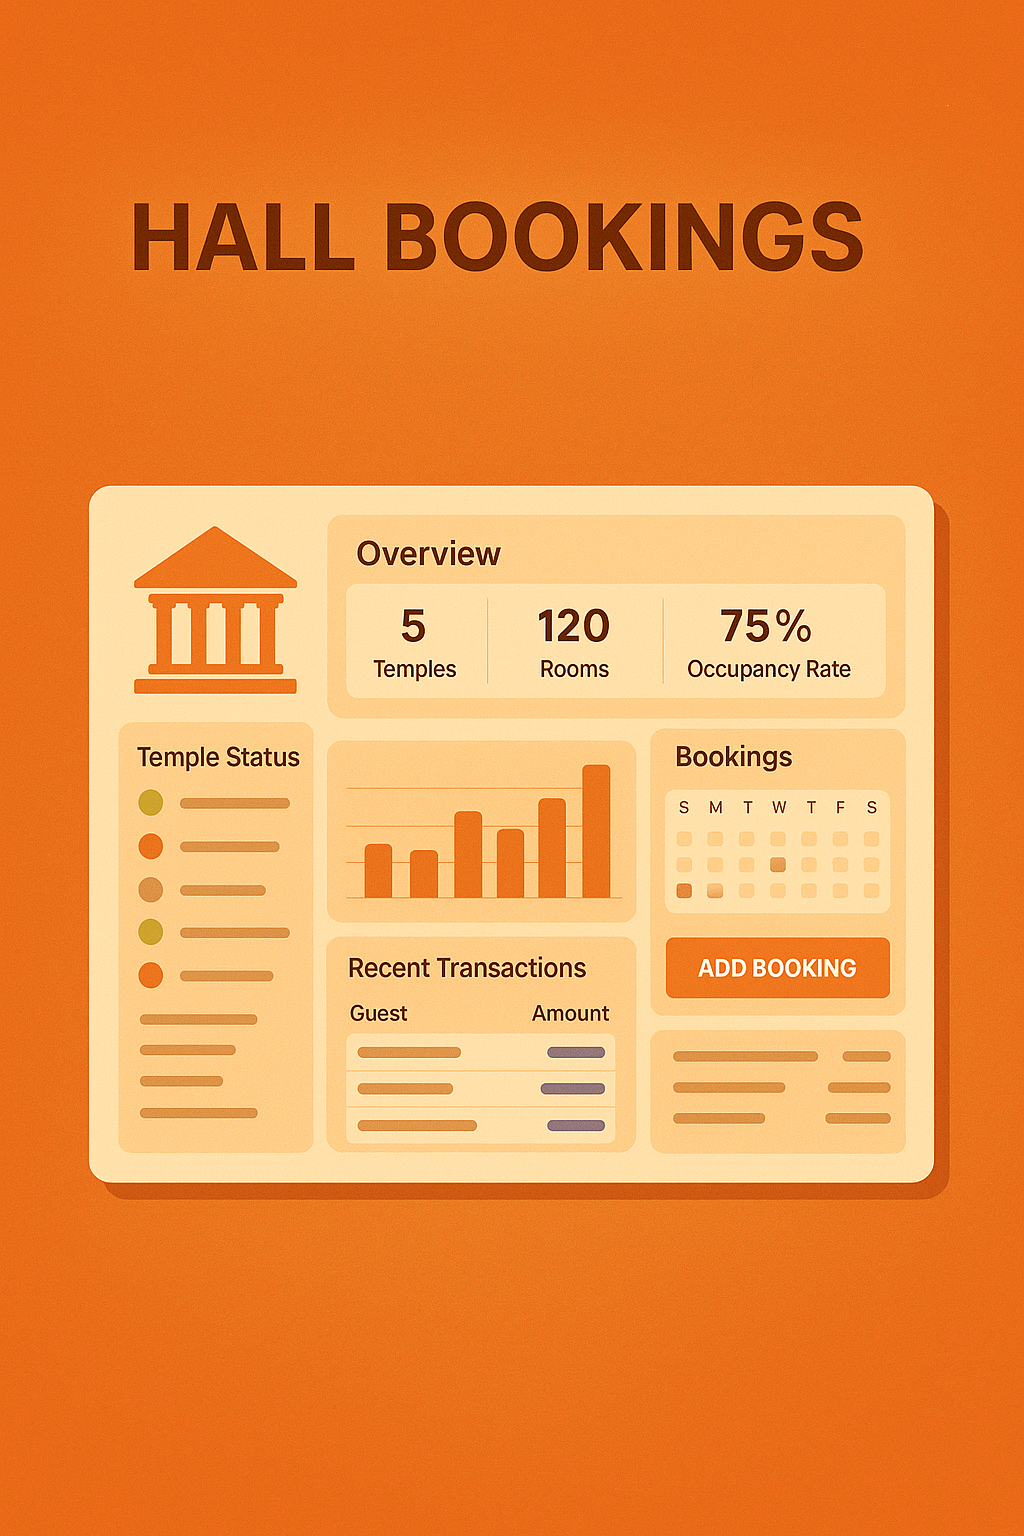 HALL BOOKINGS
Overview
5
Temples
120
Rooms
75%
Occupancy Rate
Temple Status
Bookings
S M T W T F S
ADD BOOKING
Recent Transactions
Guest Amount